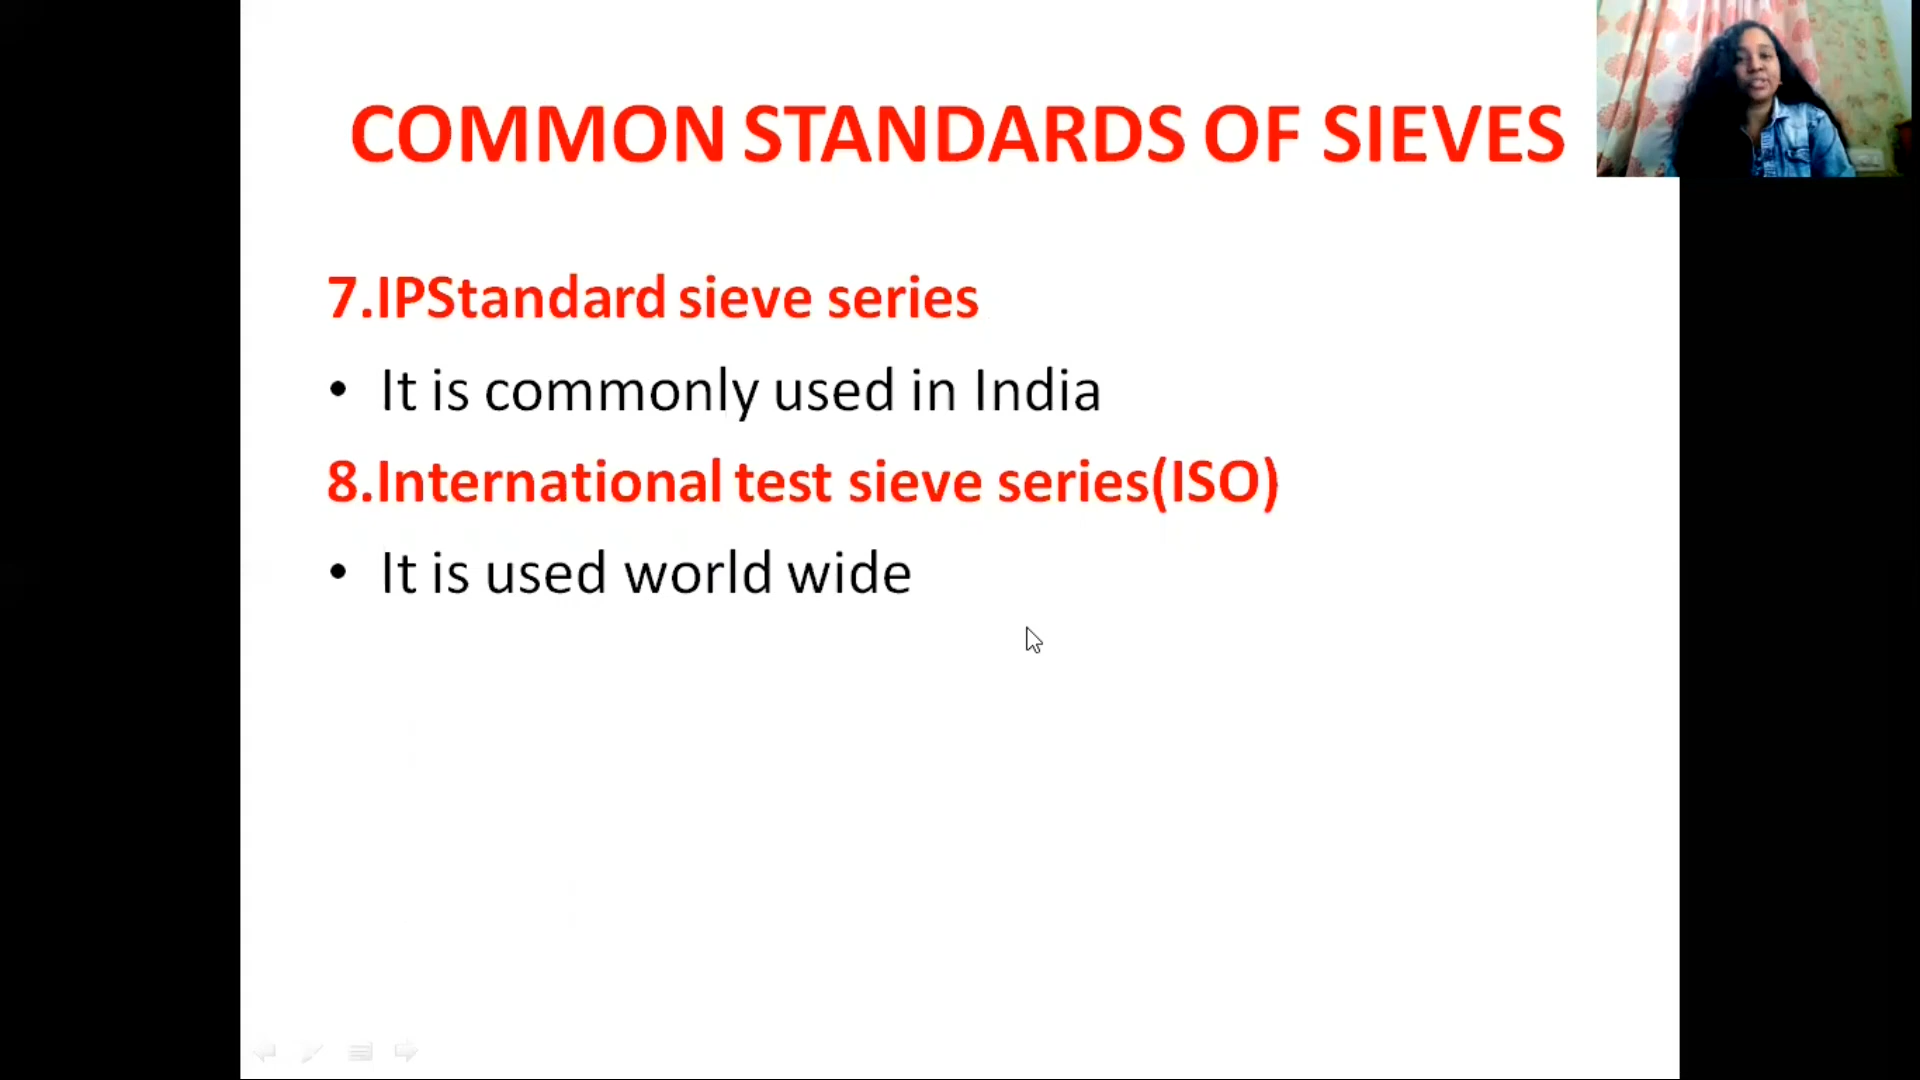 COMMON STANDARDS OF SIEVES
7.IPStandard sieve series
• It is commonly used in India
8.International test sieve series(ISO)
• It is used world wide